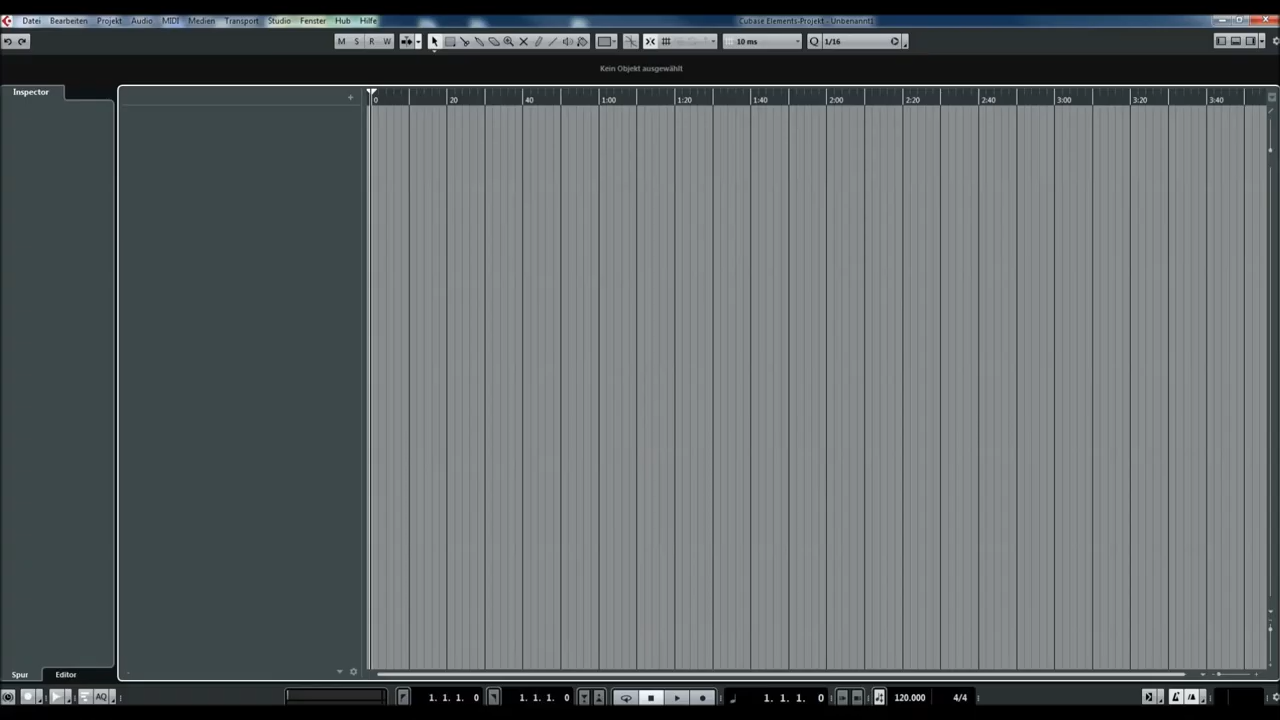 Cubase Elements-Projekt - Unbenannt1
Datei Bearbeiten Projekt Audio MIDI Medien Transport Studio Fenster Hub Hilfe
M S R W 10 ms Q 1/16
Kein Objekt ausgewählt
Inspector
0 20 40 1:00 1:20 1:40 2:00 2:20 2:40 3:00 3:20 3:40
Spur Editor
AQ 1. 1. 1. 0 1. 1. 1. 0 1. 1. 1. 0 120.000 4/4